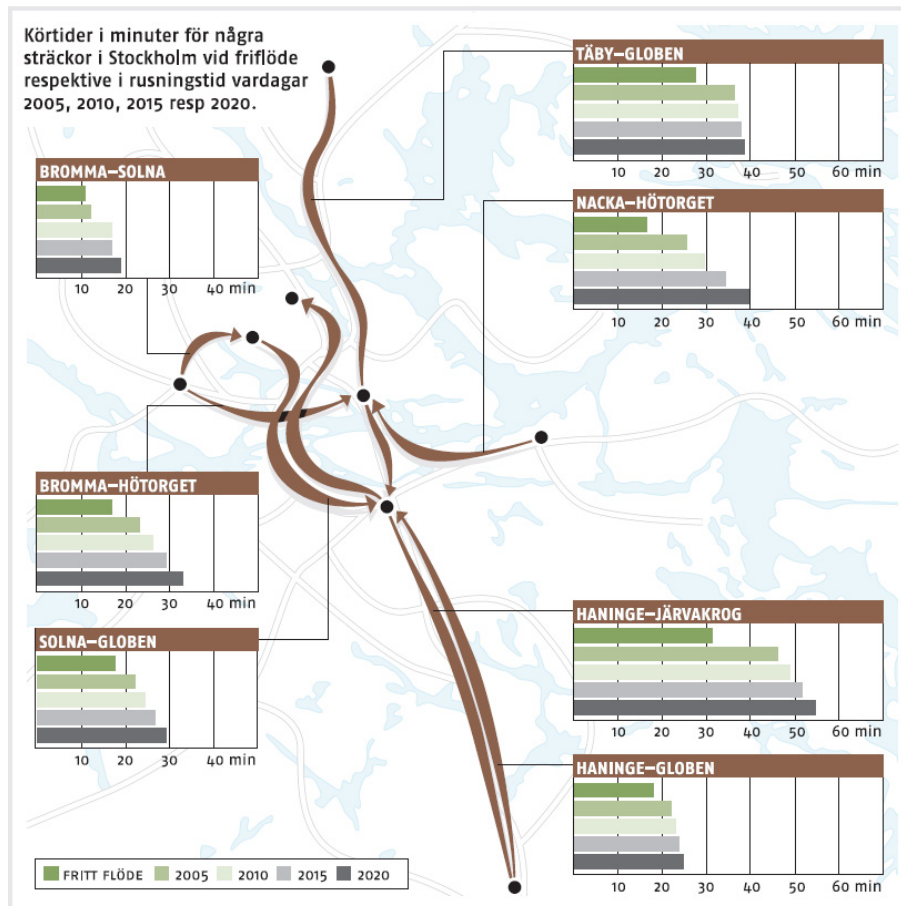 Körtider i minuter för några
sträckor i Stockholm vid friflöde
respektive i rusningstid vardagar
2005, 2010, 2015 resp 2020.
TÄBY–GLOBEN
10 20 30 40 50 60 min
BROMMA–SOLNA
10 20 30 40 min
NACKA–HÖTORGET
10 20 30 40 50 60 min
BROMMA–HÖTORGET
10 20 30 40 min
SOLNA–GLOBEN
10 20 30 40 min
HANINGE–JÄRVAKROG
10 20 30 40 50 60 min
HANINGE–GLOBEN
10 20 30 40 50 60 min
FRITT FLÖDE 2005 2010 2015 2020